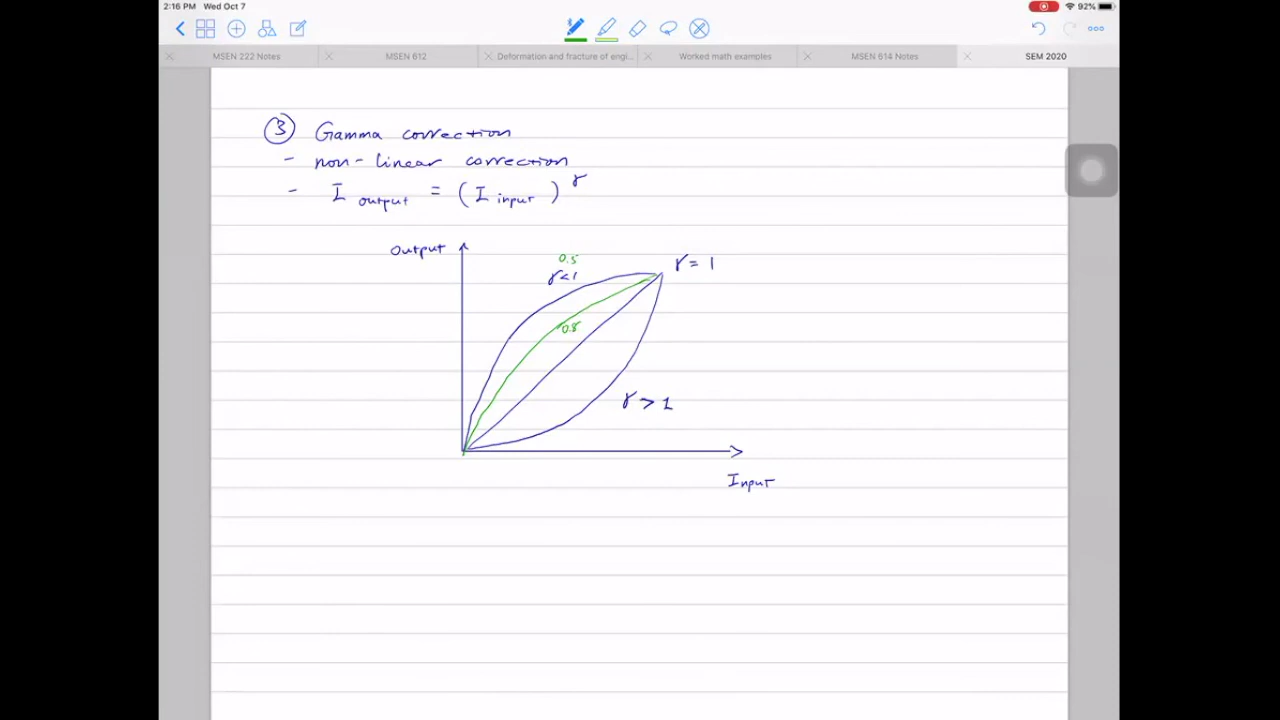 2:16 PM Wed Oct 7 92%
MSEN 222 Notes MSEN 612 Deformation and fracture of engi... Worked math examples MSEN 614 Notes SEM 2020
③ Gamma correction
- non-linear correction
- I output = (I input)^γ
Output
0.5
γ<1
γ= 1
0.8
γ > 1
Input